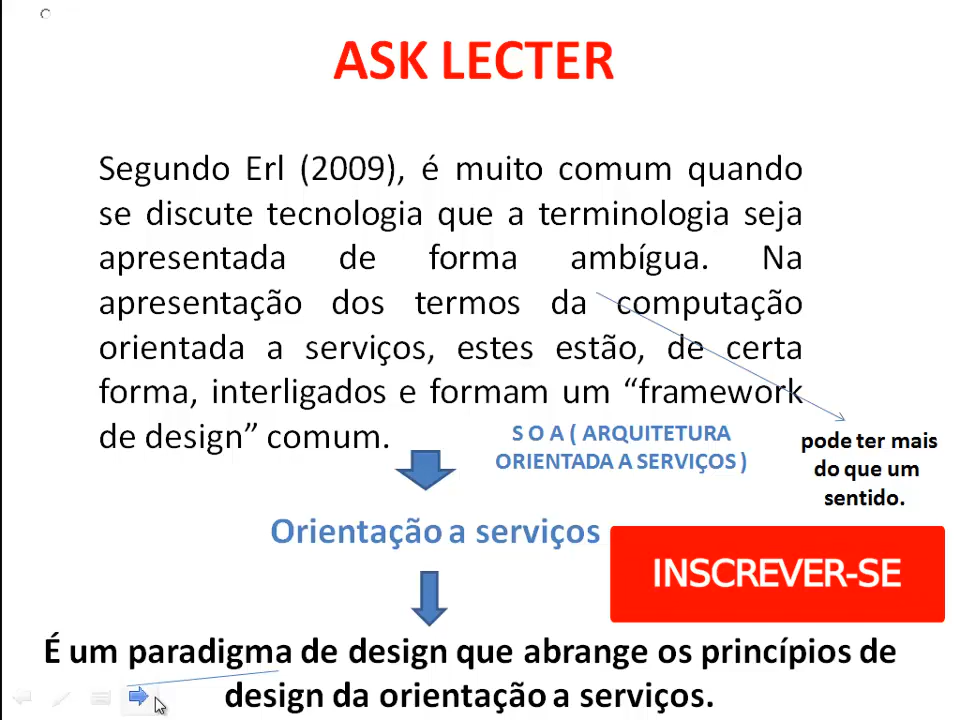 ASK LECTER
Segundo Erl (2009), é muito comum quando
se discute tecnologia que a terminologia seja
apresentada de forma ambígua. Na
apresentação dos termos da computação
orientada a serviços, estes estão, de certa
forma, interligados e formam um “framework
de design” comum.
S O A ( ARQUITETURA
ORIENTADA A SERVIÇOS )
pode ter mais
do que um
sentido.
Orientação a serviços
INSCREVER-SE
É um paradigma de design que abrange os princípios de
design da orientação a serviços.